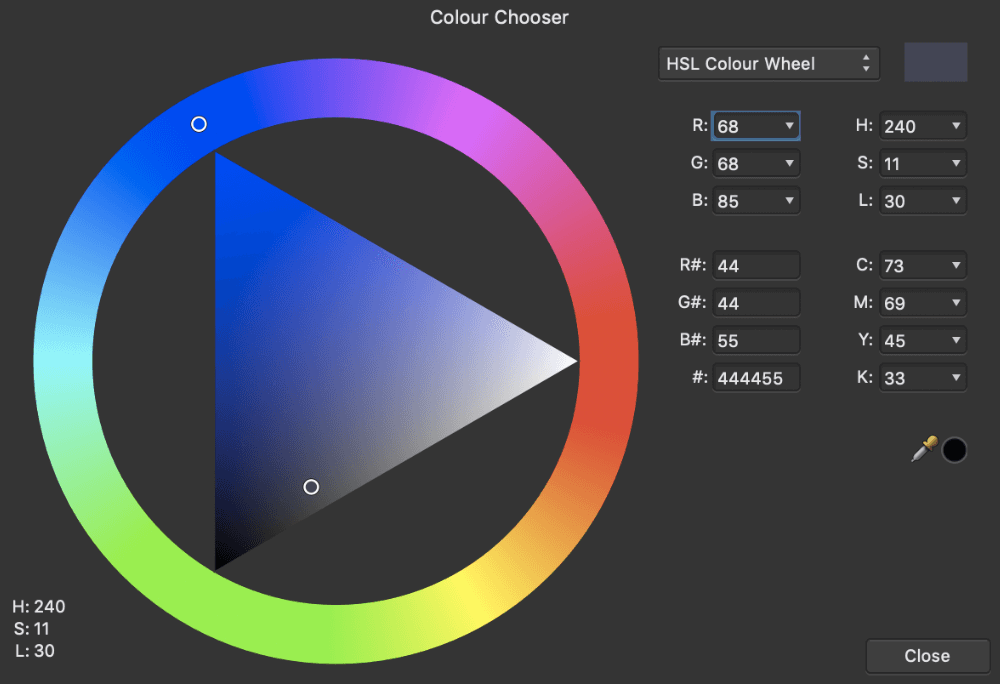 Colour Chooser
HSL Colour Wheel
R: 68 H: 240
G: 68 S: 11
B: 85 L: 30
R#: 44 C: 73
G#: 44 M: 69
B#: 55 Y: 45
#: 444455 K: 33
H: 240
S: 11
L: 30
Close